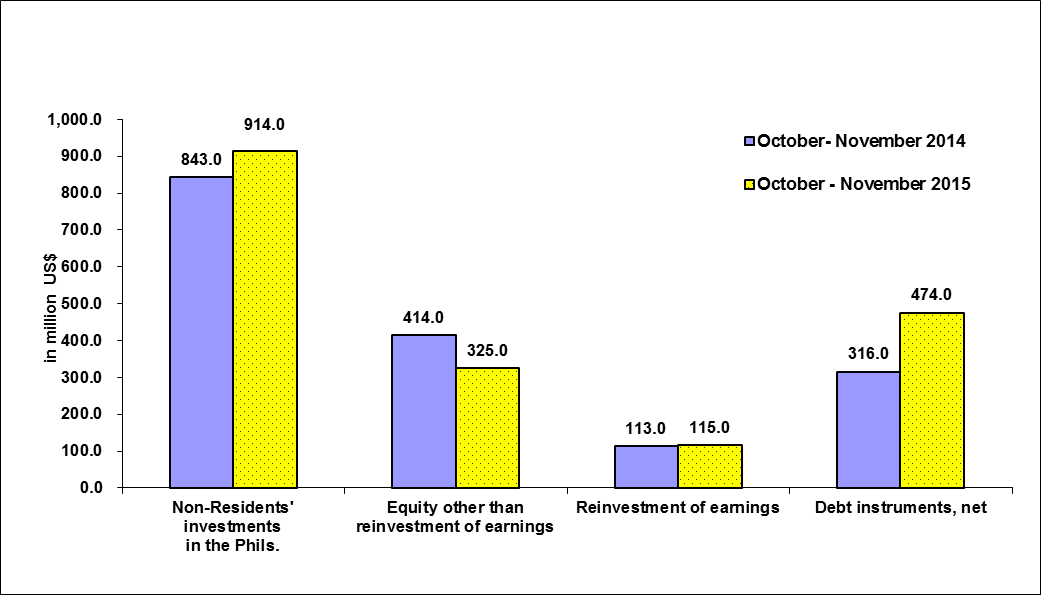 in million US$
1,000.0
900.0
800.0
700.0
600.0
500.0
400.0
300.0
200.0
100.0
0.0
843.0
914.0
414.0
325.0
113.0
115.0
316.0
474.0
October- November 2014
October - November 2015
Non-Residents'
investments
in the Phils.
Equity other than
reinvestment of earnings
Reinvestment of earnings
Debt instruments, net